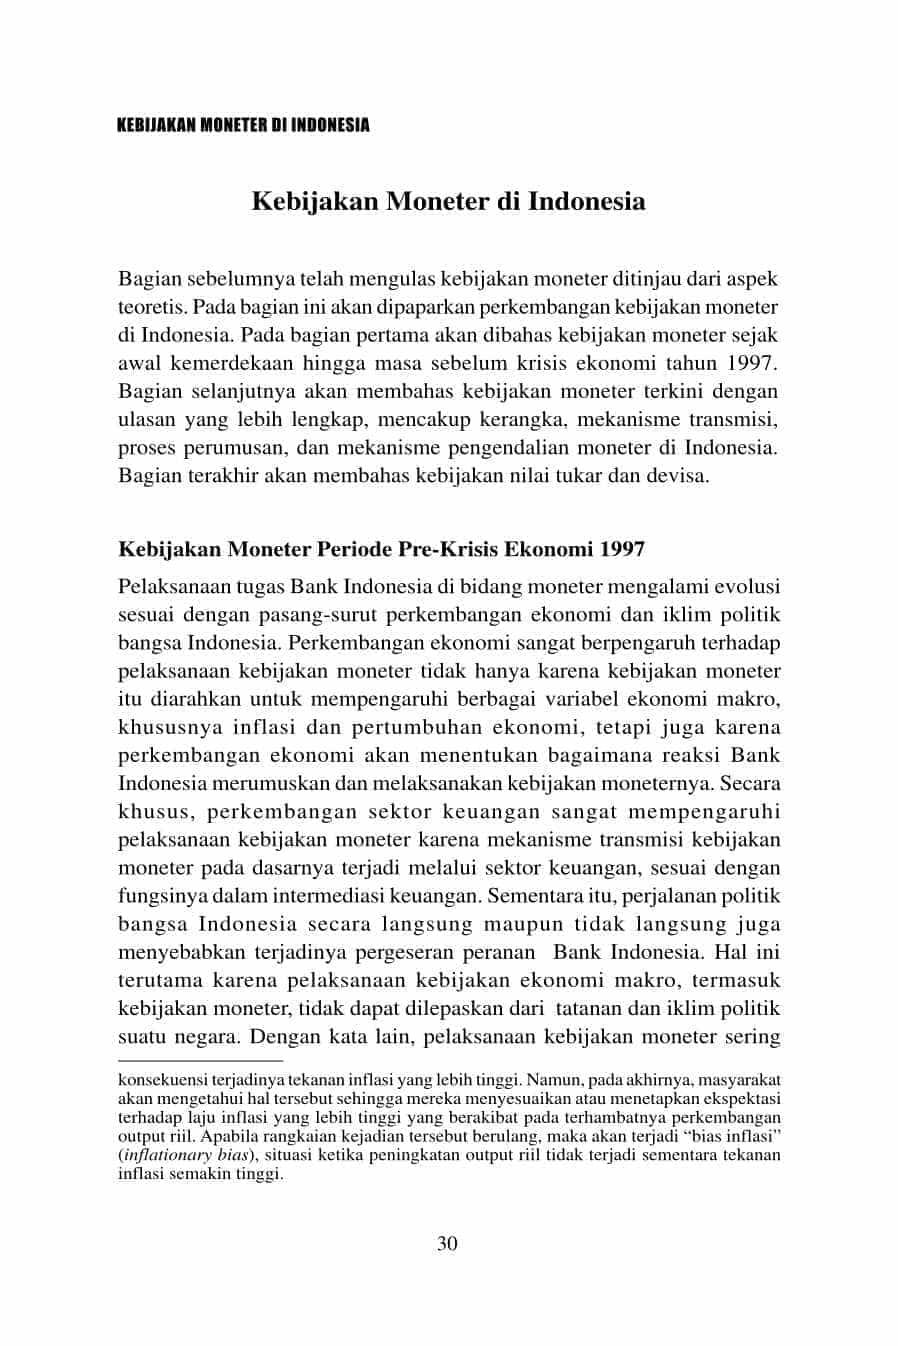 KEBIJAKAN MONETER DI INDONESIA
Kebijakan Moneter di Indonesia
Bagian sebelumnya telah mengulas kebijakan moneter ditinjau dari aspek
teoretis. Pada bagian ini akan dipaparkan perkembangan kebijakan moneter
di Indonesia. Pada bagian pertama akan dibahas kebijakan moneter sejak
awal kemerdekaan hingga masa sebelum krisis ekonomi tahun 1997.
Bagian selanjutnya akan membahas kebijakan moneter terkini dengan
ulasan yang lebih lengkap, mencakup kerangka, mekanisme transmisi,
proses perumusan, dan mekanisme pengendalian moneter di Indonesia.
Bagian terakhir akan membahas kebijakan nilai tukar dan devisa.
Kebijakan Moneter Periode Pre-Krisis Ekonomi 1997
Pelaksanaan tugas Bank Indonesia di bidang moneter mengalami evolusi
sesuai dengan pasang-surut perkembangan ekonomi dan iklim politik
bangsa Indonesia. Perkembangan ekonomi sangat berpengaruh terhadap
pelaksanaan kebijakan moneter tidak hanya karena kebijakan moneter
itu diarahkan untuk mempengaruhi berbagai variabel ekonomi makro,
khususnya inflasi dan pertumbuhan ekonomi, tetapi juga karena
perkembangan ekonomi akan menentukan bagaimana reaksi Bank
Indonesia merumuskan dan melaksanakan kebijakan moneternya. Secara
khusus, perkembangan sektor keuangan sangat mempengaruhi
pelaksanaan kebijakan moneter karena mekanisme transmisi kebijakan
moneter pada dasarnya terjadi melalui sektor keuangan, sesuai dengan
fungsinya dalam intermediasi keuangan. Sementara itu, perjalanan politik
bangsa Indonesia secara langsung maupun tidak langsung juga
menyebabkan terjadinya pergeseran peranan  Bank Indonesia. Hal ini
terutama karena pelaksanaan kebijakan ekonomi makro, termasuk
kebijakan moneter, tidak dapat dilepaskan dari  tatanan dan iklim politik
suatu negara. Dengan kata lain, pelaksanaan kebijakan moneter sering
konsekuensi terjadinya tekanan inflasi yang lebih tinggi. Namun, pada akhirnya, masyarakat
akan mengetahui hal tersebut sehingga mereka menyesuaikan atau menetapkan ekspektasi
terhadap laju inflasi yang lebih tinggi yang berakibat pada terhambatnya perkembangan
output riil. Apabila rangkaian kejadian tersebut berulang, maka akan terjadi “bias inflasi”
(inflationary bias), situasi ketika peningkatan output riil tidak terjadi sementara tekanan
inflasi semakin tinggi.
30